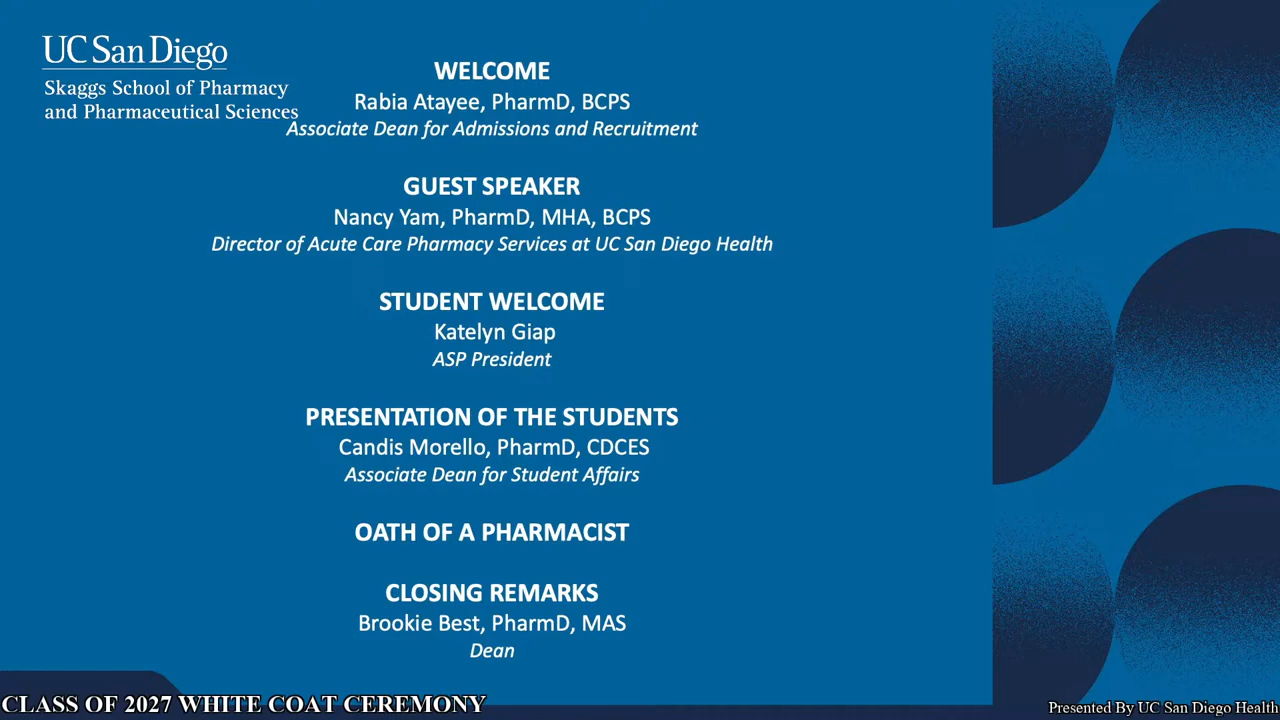 UC San Diego
Skaggs School of Pharmacy
and Pharmaceutical Sciences
WELCOME
Rabia Atayee, PharmD, BCPS
Associate Dean for Admissions and Recruitment
GUEST SPEAKER
Nancy Yam, PharmD, MHA, BCPS
Director of Acute Care Pharmacy Services at UC San Diego Health
STUDENT WELCOME
Katelyn Giap
ASP President
PRESENTATION OF THE STUDENTS
Candis Morello, PharmD, CDCES
Associate Dean for Student Affairs
OATH OF A PHARMACIST
CLOSING REMARKS
Brookie Best, PharmD, MAS
Dean
CLASS OF 2027 WHITE COAT CEREMONY
Presented By UC San Diego Health